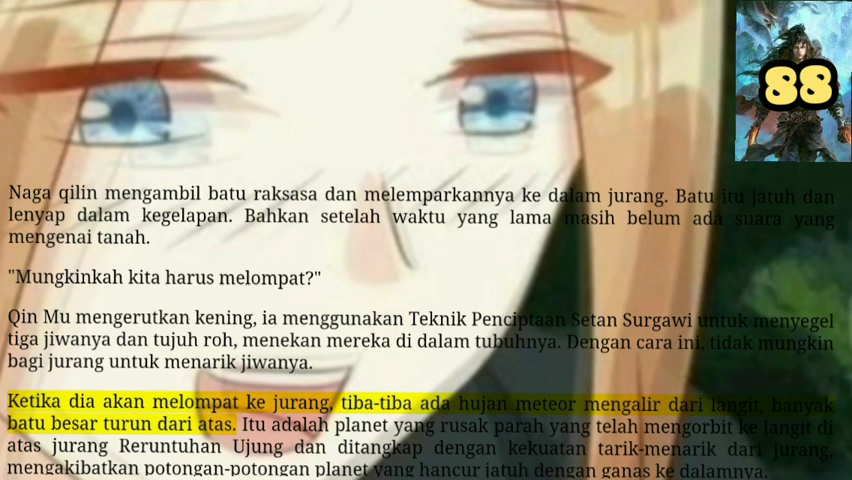 88
Naga qilin mengambil batu raksasa dan melemparkannya ke dalam jurang. Batu itu jatuh dan
lenyap dalam kegelapan. Bahkan setelah waktu yang lama masih belum ada suara yang
mengenai tanah.
"Mungkinkah kita harus melompat?"
Qin Mu mengerutkan kening, ia menggunakan Teknik Penciptaan Setan Surgawi untuk menyegel
tiga jiwanya dan tujuh roh, menekan mereka di dalam tubuhnya. Dengan cara ini, tidak mungkin
bagi jurang untuk menarik jiwanya.
Ketika dia akan melompat ke jurang, tiba-tiba ada hujan meteor mengalir dari langit, banyak
batu besar turun dari atas. Itu adalah planet yang rusak parah yang telah mengorbit ke langit di
atas jurang Reruntuhan Ujung dan ditangkap dengan kekuatan tarik-menarik dari jurang,
mengakibatkan potongan-potongan planet yang hancur jatuh dengan ganas ke dalamnya.